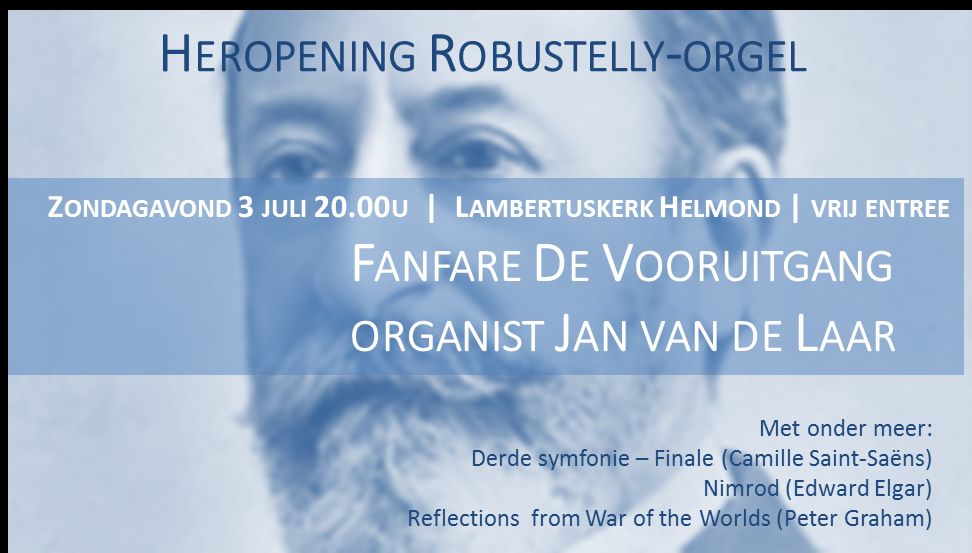 HEROPENING ROBUSTELLY-ORGEL
ZONDAGAVOND 3 JULI 20.00U | LAMBERTUSKERK HELMOND | VRIJ ENTREE
FANFARE DE VOORUITGANG
ORGANIST JAN VAN DE LAAR
Met onder meer:
Derde symfonie – Finale (Camille Saint-Saëns)
Nimrod (Edward Elgar)
Reflections from War of the Worlds (Peter Graham)